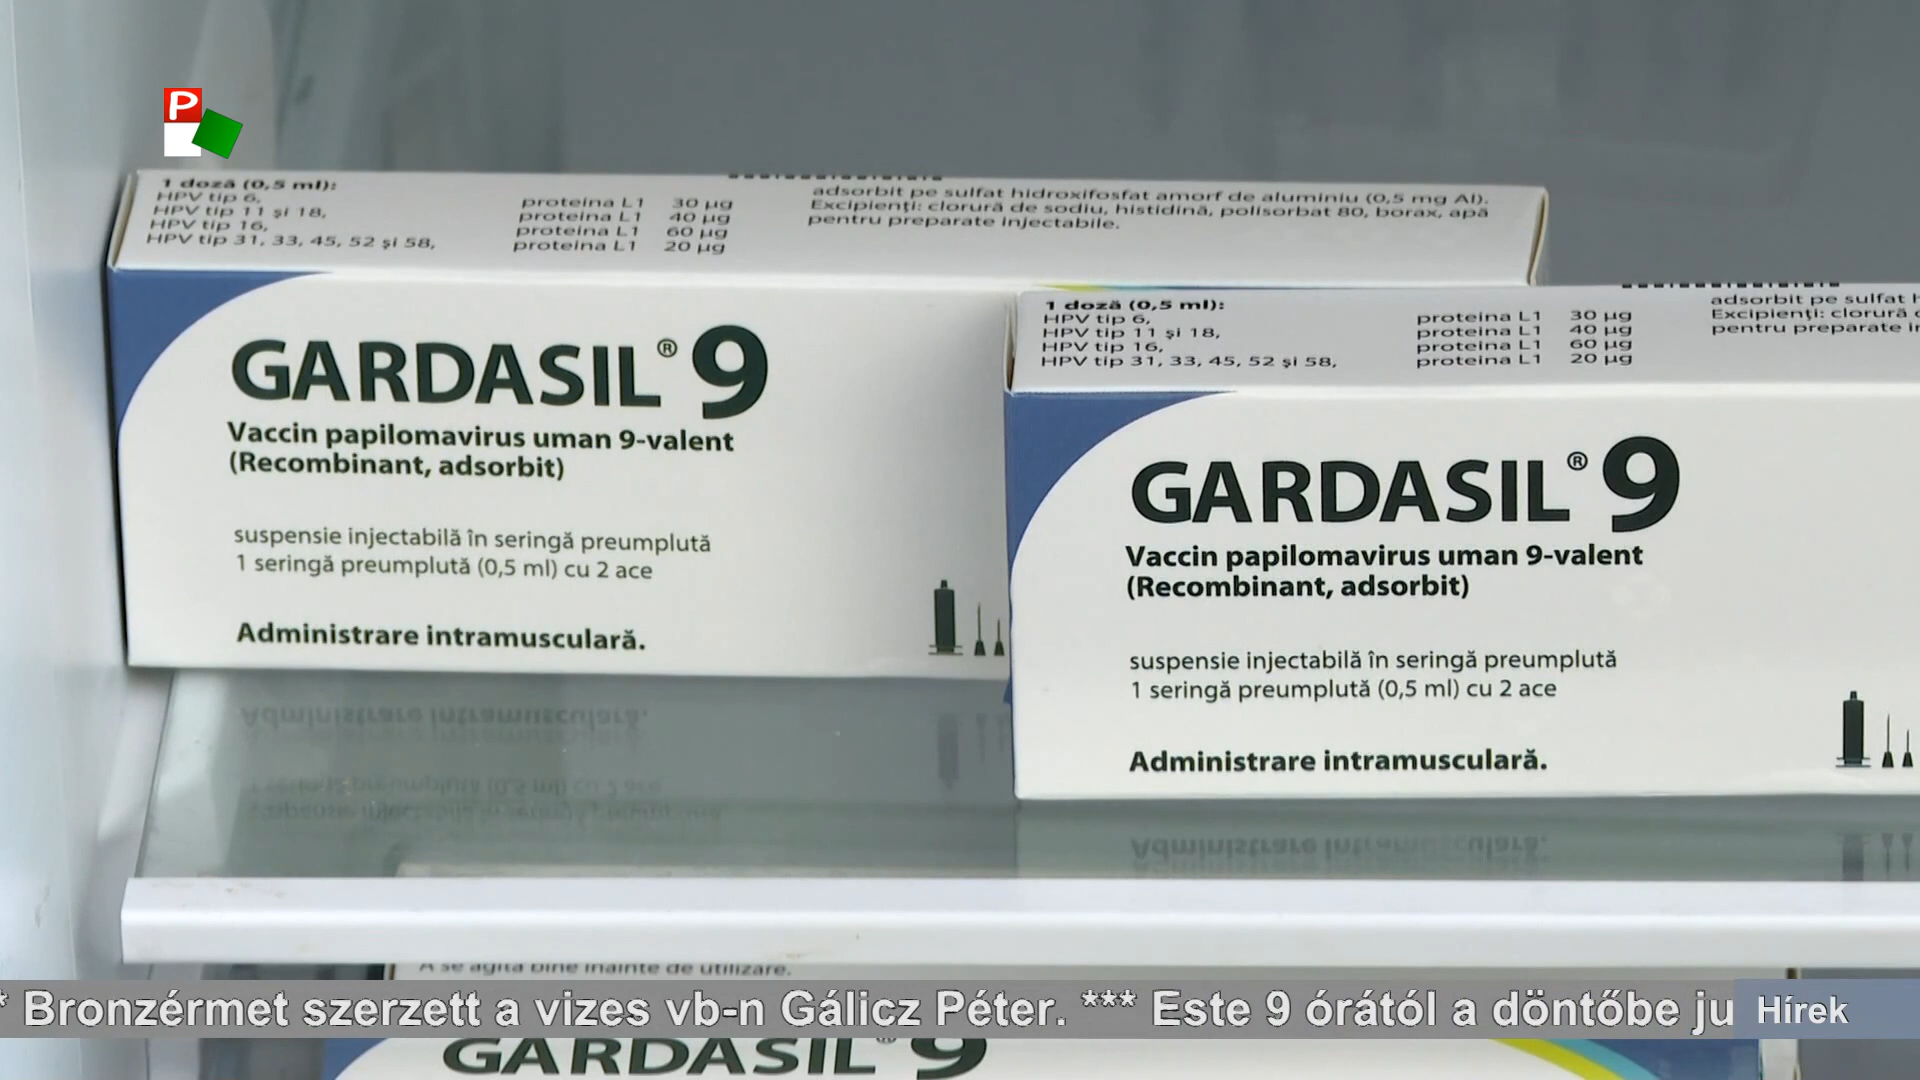 P
1 doză (0,5 ml):
HPV tip 6,
HPV tip 11 și 18,
HPV tip 16,
HPV tip 31, 33, 45, 52 și 58,
proteina L1 30 µg
proteina L1 40 µg
proteina L1 60 µg
proteina L1 20 µg
adsorbit pe sulfat hidroxifosfat amorf de aluminiu (0,5 mg Al).
Excipienți: clorură de sodiu, histidină, polisorbat 80, borax, apă
pentru preparate injectabile.
GARDASIL® 9
Vaccin papilomavirus uman 9-valent
(Recombinant, adsorbit)
suspensie injectabilă în seringă preumplută
1 seringă preumplută (0,5 ml) cu 2 ace
Administrare intramusculară.
1 doză (0,5 ml):
HPV tip 6,
HPV tip 11 și 18,
HPV tip 16,
HPV tip 31, 33, 45, 52 și 58,
proteina L1 30 µg
proteina L1 40 µg
proteina L1 60 µg
proteina L1 20 µg
adsorbit pe sulfat h
Excipienți: clorură
pentru preparate
GARDASIL® 9
Vaccin papilomavirus uman 9-valent
(Recombinant, adsorbit)
suspensie injectabilă în seringă preumplută
1 seringă preumplută (0,5 ml) cu 2 ace
Administrare intramusculară.
A se agita bine înainte de utilizare.
* Bronzérmet szerzett a vizes vb-n Gálicz Péter. *** Este 9 órától a döntőbe ju
Hírek
GARDASIL® 9